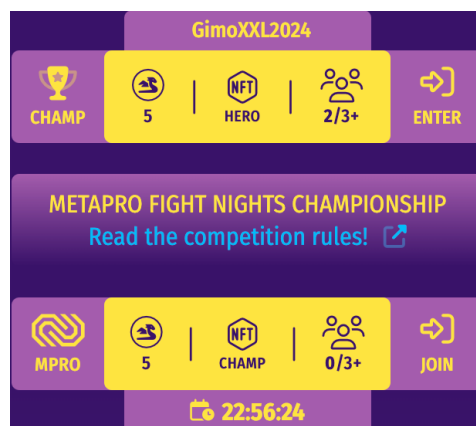 GimoXXL2024
CHAMP
5
NFT
HERO
2/3+
ENTER
METAPRO FIGHT NIGHTS CHAMPIONSHIP
Read the competition rules!
MPRO
5
NFT
CHAMP
0/3+
JOIN
22:56:24